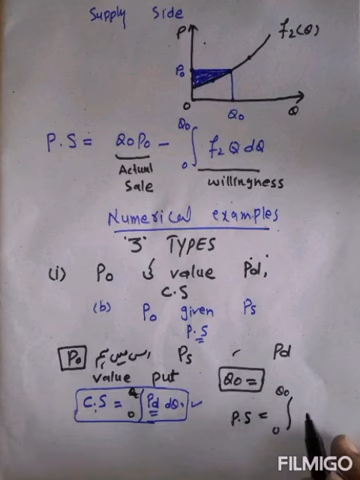 Supply Side
P
f₂(Q)
P₀
0
Q₀
Q
P.S = Q₀P₀ − ₀∫^Q₀ f₂ Q dQ
Actual
Sale
willingness
Numerical examples
'3' TYPES
(i) P₀ value Pd,
C.S
(b) P₀ given Ps
P.S
P₀ Ps , Pd
value put
Q₀ =
C.S = ₀∫ Pd dQ.
P.S = ₀∫^Q₀
FILMIGO